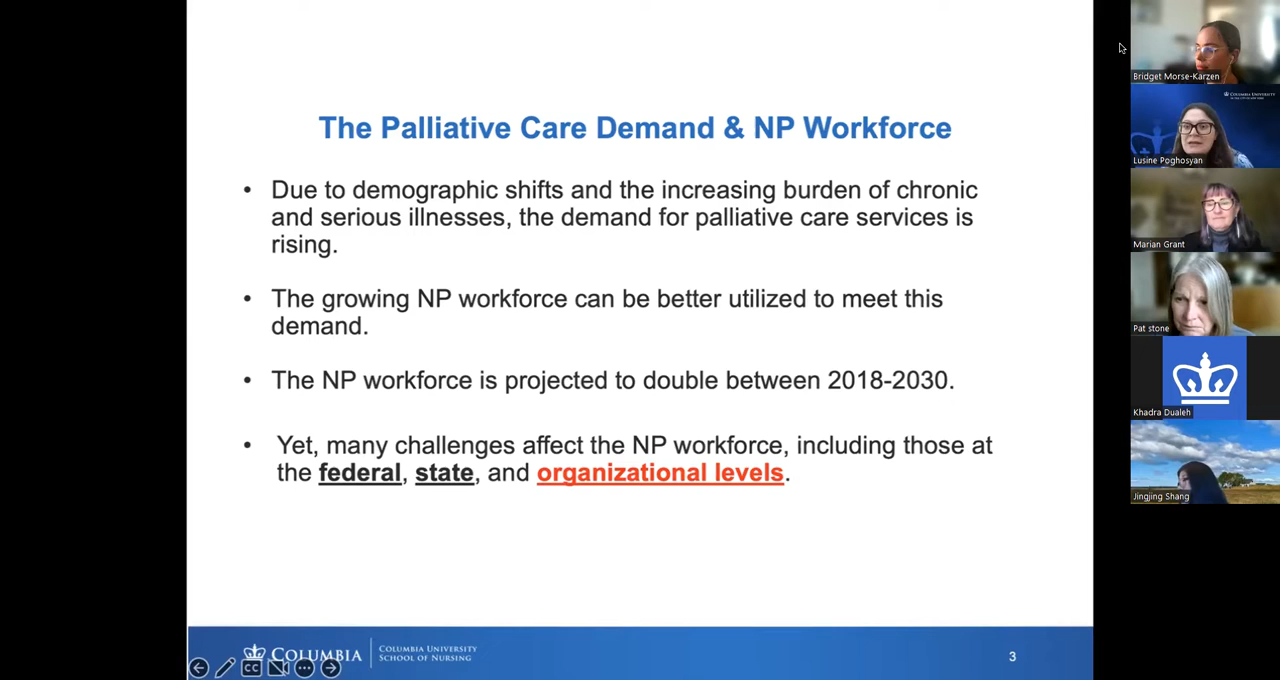 The Palliative Care Demand & NP Workforce
• Due to demographic shifts and the increasing burden of chronic
and serious illnesses, the demand for palliative care services is
rising.
• The growing NP workforce can be better utilized to meet this
demand.
• The NP workforce is projected to double between 2018-2030.
• Yet, many challenges affect the NP workforce, including those at
the federal, state, and organizational levels.
COLUMBIA
COLUMBIA UNIVERSITY
SCHOOL OF NURSING
3
CC
Bridget Morse-Karzen
COLUMBIA UNIVERSITY
Lusine Poghosyan
Marian Grant
Pat stone
Khadra Dualeh
Jingjing Shang